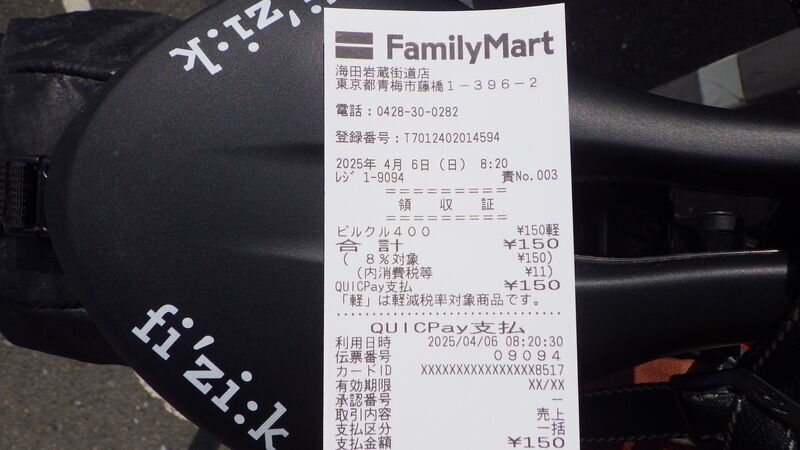 fi'zi:k
FamilyMart
海田岩蔵街道店
東京都青梅市藤橋1-396-2
電話：0428-30-0282
登録番号：T7012402014594
2025年 4月 6日（日） 8:20
レジ 1-9094 責No.003
=========
領 収 証
=========
ビルクル400 ¥150軽
合 計 ¥150
（ 8％対象 ¥150）
（内消費税等 ¥11）
QUICPay支払 ¥150
「軽」は軽減税率対象商品です。
QUICPay支払
利用日時 2025/04/06 08:20:30
伝票番号 09094
カードID XXXXXXXXXXXXXXXX8517
有効期限 XX/XX
承認番号 －
取引内容 売上
支払区分 一括
支払金額 ¥150
fi'zi:k